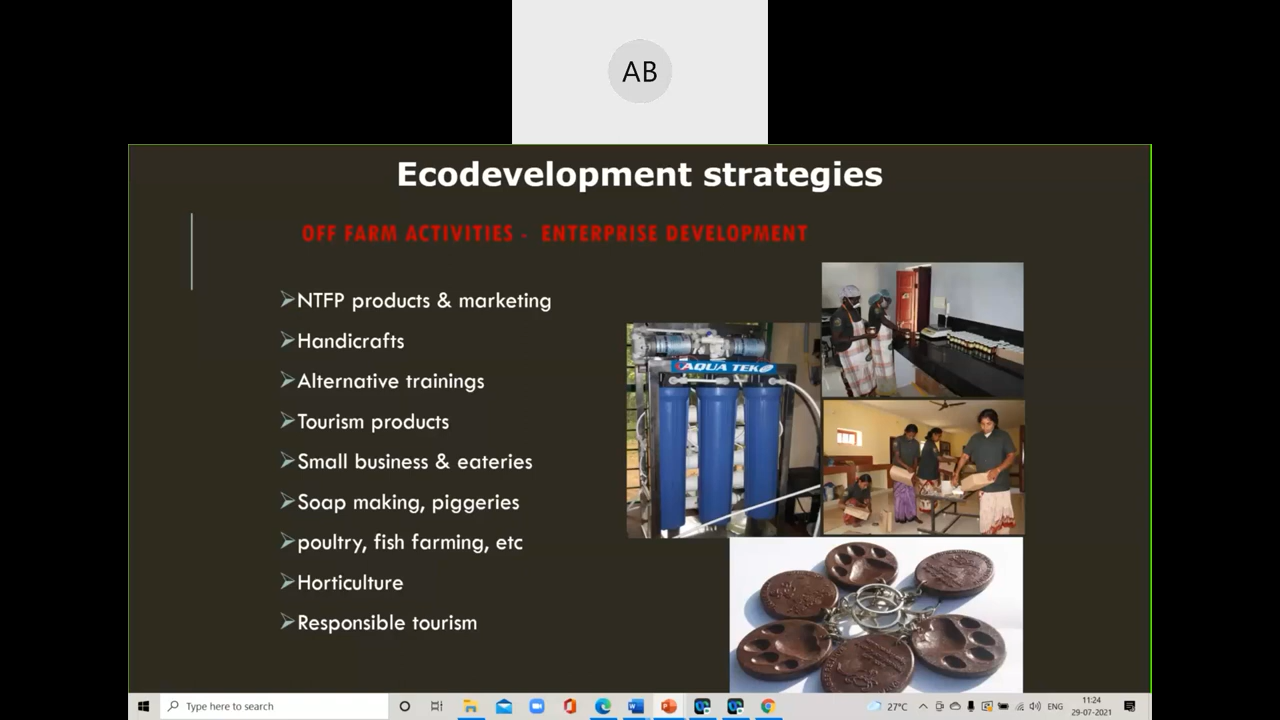 AB
Ecodevelopment strategies
OFF FARM ACTIVITIES - ENTERPRISE DEVELOPMENT
NTFP products & marketing
Handicrafts
Alternative trainings
Tourism products
Small business & eateries
Soap making, piggeries
poultry, fish farming, etc
Horticulture
Responsible tourism
AQUA TEK
Type here to search
27°C
ENG
11:24
29-07-2021